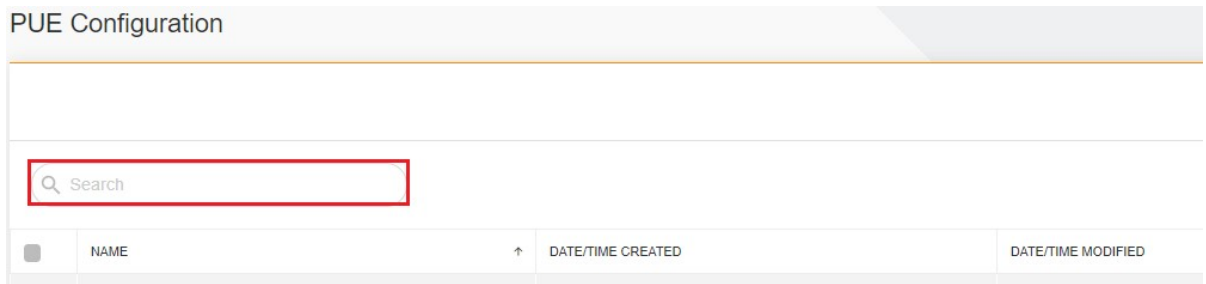 PUE Configuration
Search
NAME DATE/TIME CREATED DATE/TIME MODIFIED